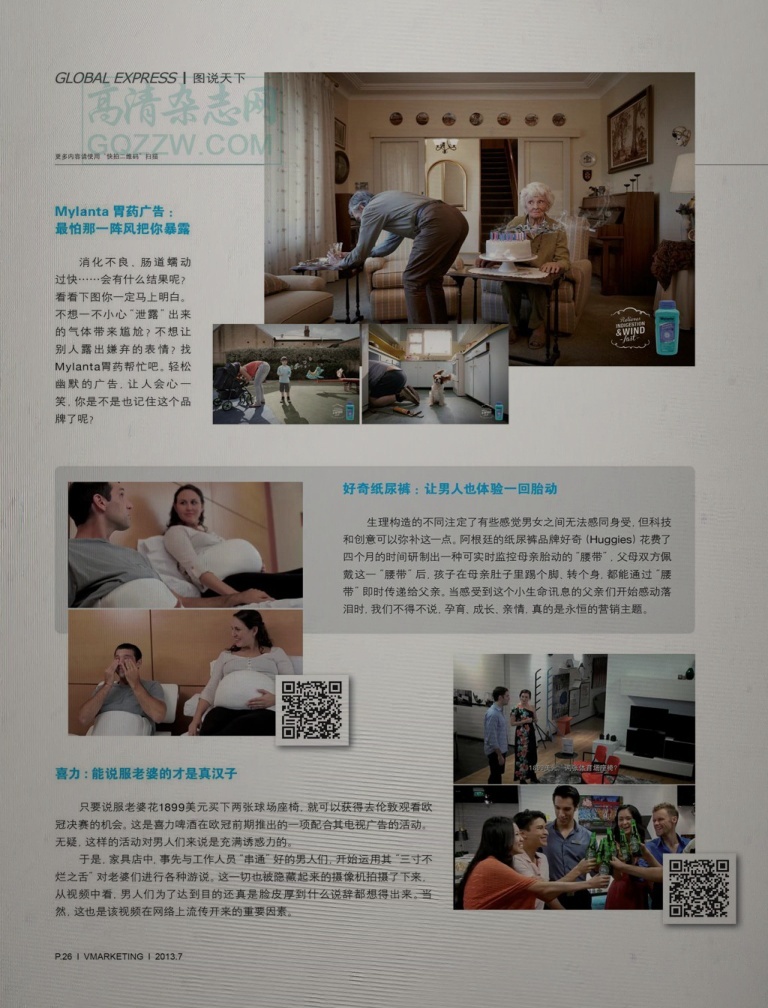 GLOBAL EXPRESS | 图说天下
高清杂志网
GQZZW.COM
更多内容请使用“快拍二维码”扫描
Mylanta 胃药广告：
最怕那一阵风把你暴露
消化不良、肠道蠕动
过快……会有什么结果呢？
看看下图你一定马上明白。
不想一不小心“泄露”出来
的气体带来尴尬？不想让
别人露出嫌弃的表情？找
Mylanta胃药帮忙吧。轻松
幽默的广告，让人会心一
笑，你是不是也记住这个品
牌了呢？
Relieves
INDIGESTION
& WIND
-fast-
好奇纸尿裤：让男人也体验一回胎动
生理构造的不同注定了有些感觉男女之间无法感同身受，但科技
和创意可以弥补这一点。阿根廷的纸尿裤品牌好奇（Huggies）花费了
四个月的时间研制出一种可实时监控母亲胎动的“腰带”，父母双方佩
戴这一“腰带”后，孩子在母亲肚子里踢个脚，转个身，都能通过“腰
带”即时传递给父亲。当感受到这个小生命讯息的父亲们开始感动落
泪时，我们不得不说，孕育，成长，亲情，真的是永恒的营销主题。
喜力：能说服老婆的才是真汉子
只要说服老婆花1899美元买下两张球场座椅，就可以获得去伦敦观看欧
冠决赛的机会。这是喜力啤酒在欧冠前期推出的一项配合其电视广告的活动。
无疑，这样的活动对男人们来说是充满诱惑力的。
于是，家具店中，事先与工作人员“串通”好的男人们，开始运用其“三寸不
烂之舌”对老婆们进行各种游说。这一切也被隐藏起来的摄像机拍摄了下来，
从视频中看，男人们为了达到目的还真是脸皮厚到什么说辞都想得出来。当
然，这也是该视频在网络上流传开来的重要因素。
P.26 | VMARKETING | 2013.7